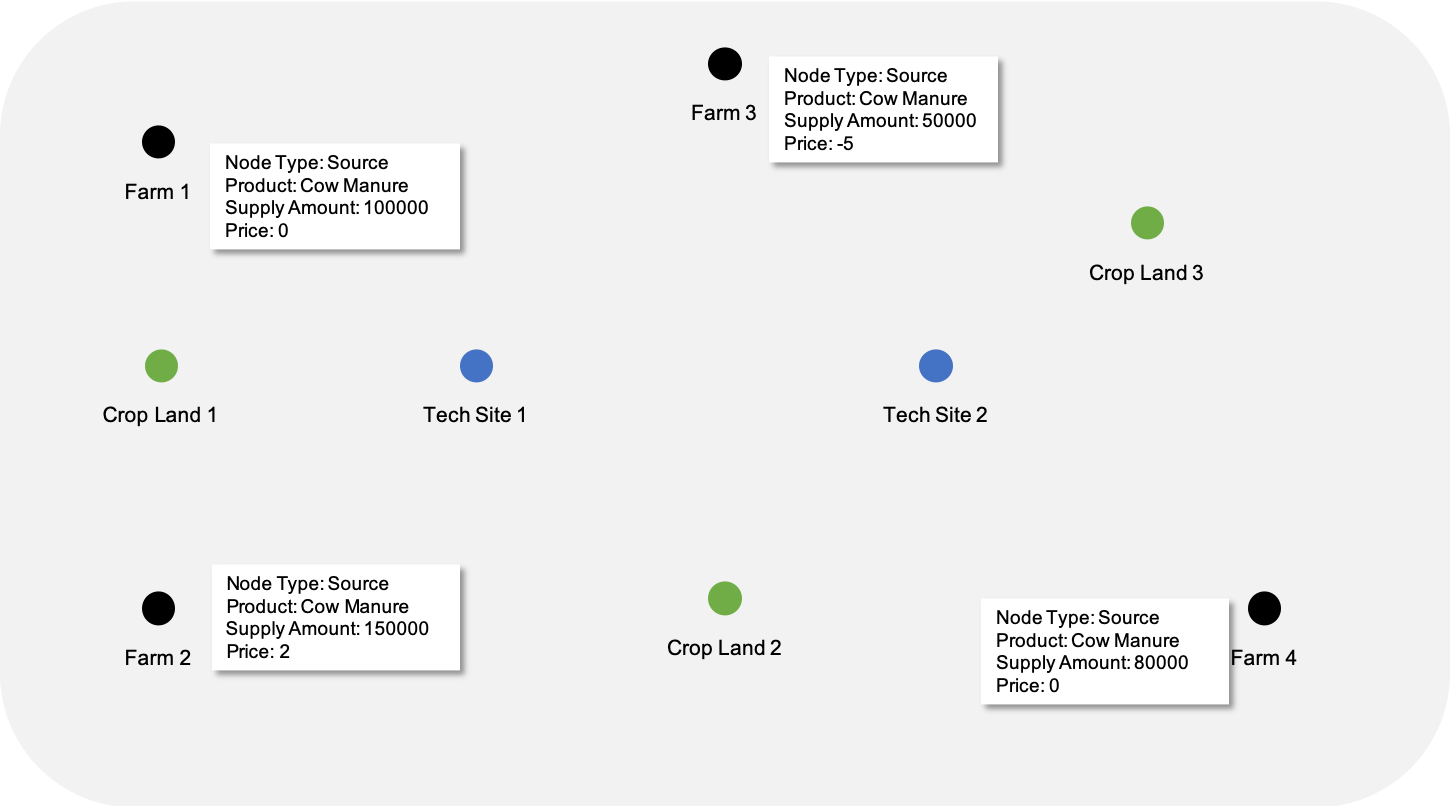 Farm 3
Node Type: Source
Product: Cow Manure
Supply Amount: 50000
Price: -5
Farm 1
Node Type: Source
Product: Cow Manure
Supply Amount: 100000
Price: 0
Crop Land 3
Crop Land 1
Tech Site 1
Tech Site 2
Farm 2
Node Type: Source
Product: Cow Manure
Supply Amount: 150000
Price: 2
Crop Land 2
Node Type: Source
Product: Cow Manure
Supply Amount: 80000
Price: 0
Farm 4